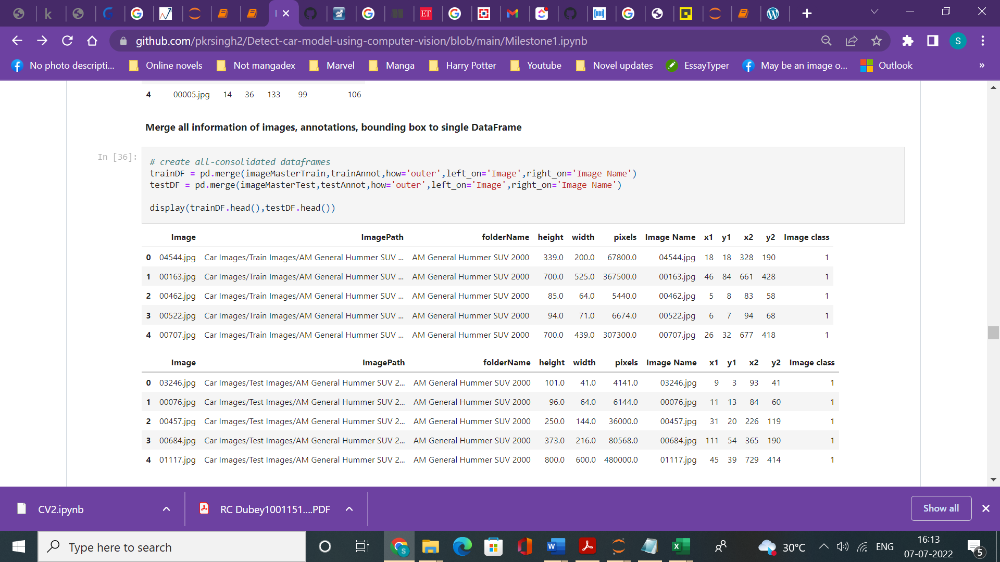 ET
github.com/pkrsingh2/Detect-car-model-using-computer-vision/blob/main/Milestone1.ipynb
S
No photo descripti...
Online novels
Not mangadex
Marvel
Manga
Harry Potter
Youtube
Novel updates
EssayTyper
May be an image o...
Outlook
»
4 00005.jpg 14 36 133 99 106
Merge all information of images, annotations, bounding box to single DataFrame
In [36]:
# create all-consolidated dataframes
trainDF = pd.merge(imageMasterTrain,trainAnnot,how='outer',left_on='Image',right_on='Image Name')
testDF = pd.merge(imageMasterTest,testAnnot,how='outer',left_on='Image',right_on='Image Name')
display(trainDF.head(),testDF.head())
Image ImagePath folderName height width pixels Image Name x1 y1 x2 y2 Image class
0 04544.jpg Car Images/Train Images/AM General Hummer SUV ... AM General Hummer SUV 2000 339.0 200.0 67800.0 04544.jpg 18 18 328 190 1
1 00163.jpg Car Images/Train Images/AM General Hummer SUV ... AM General Hummer SUV 2000 700.0 525.0 367500.0 00163.jpg 46 84 661 428 1
2 00462.jpg Car Images/Train Images/AM General Hummer SUV ... AM General Hummer SUV 2000 85.0 64.0 5440.0 00462.jpg 5 8 83 58 1
3 00522.jpg Car Images/Train Images/AM General Hummer SUV ... AM General Hummer SUV 2000 94.0 71.0 6674.0 00522.jpg 6 7 94 68 1
4 00707.jpg Car Images/Train Images/AM General Hummer SUV ... AM General Hummer SUV 2000 700.0 439.0 307300.0 00707.jpg 26 32 677 418 1
Image ImagePath folderName height width pixels Image Name x1 y1 x2 y2 Image class
0 03246.jpg Car Images/Test Images/AM General Hummer SUV 2... AM General Hummer SUV 2000 101.0 41.0 4141.0 03246.jpg 9 3 93 41 1
1 00076.jpg Car Images/Test Images/AM General Hummer SUV 2... AM General Hummer SUV 2000 96.0 64.0 6144.0 00076.jpg 11 13 84 60 1
2 00457.jpg Car Images/Test Images/AM General Hummer SUV 2... AM General Hummer SUV 2000 250.0 144.0 36000.0 00457.jpg 31 20 226 119 1
3 00684.jpg Car Images/Test Images/AM General Hummer SUV 2... AM General Hummer SUV 2000 373.0 216.0 80568.0 00684.jpg 111 54 365 190 1
4 01117.jpg Car Images/Test Images/AM General Hummer SUV 2... AM General Hummer SUV 2000 800.0 600.0 480000.0 01117.jpg 45 39 729 414 1
CV2.ipynb
RC Dubey1001151....PDF
Show all
Type here to search
30°C
ENG
16:13
07-07-2022
5